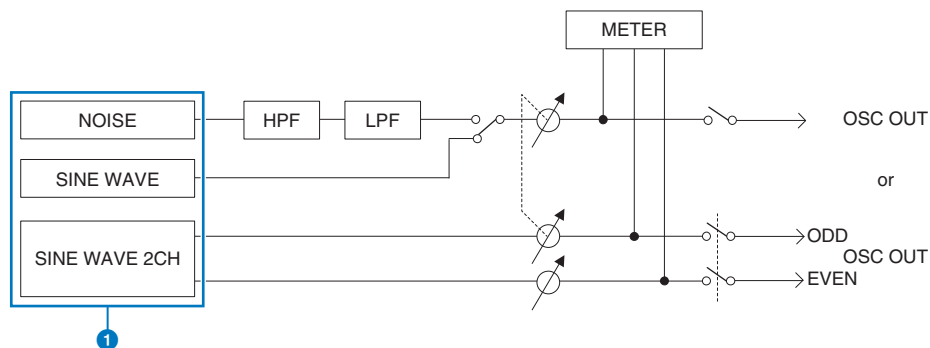 METER
NOISE
HPF
LPF
OSC OUT
SINE WAVE
or
SINE WAVE 2CH
ODD
OSC OUT
EVEN
1